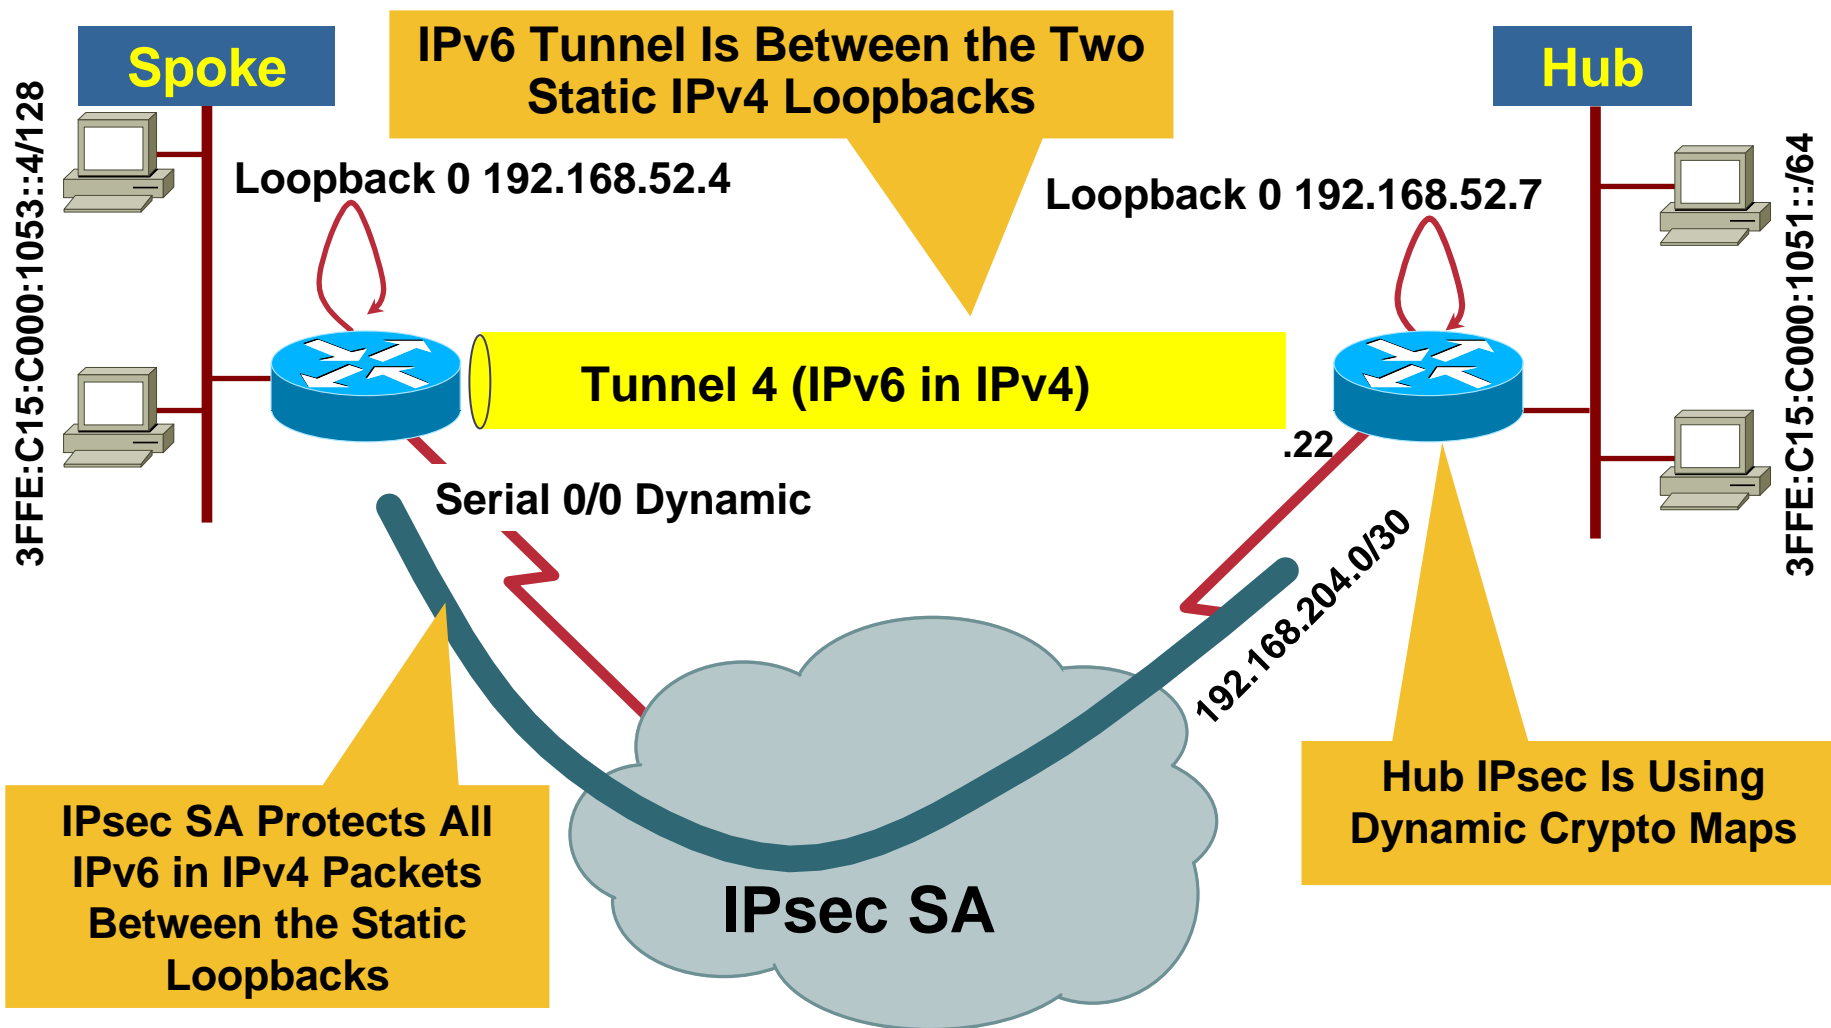 IPv6 Tunnel Is Between the Two
Static IPv4 Loopbacks
Spoke
Hub
3FFE:C15:C000:1053::4/128
Loopback 0 192.168.52.4
Loopback 0 192.168.52.7
3FFE:C15:C000:1051::/64
Tunnel 4 (IPv6 in IPv4)
.22
Serial 0/0 Dynamic
192.168.204.0/30
IPsec SA Protects All
IPv6 in IPv4 Packets
Between the Static
Loopbacks
Hub IPsec Is Using
Dynamic Crypto Maps
IPsec SA